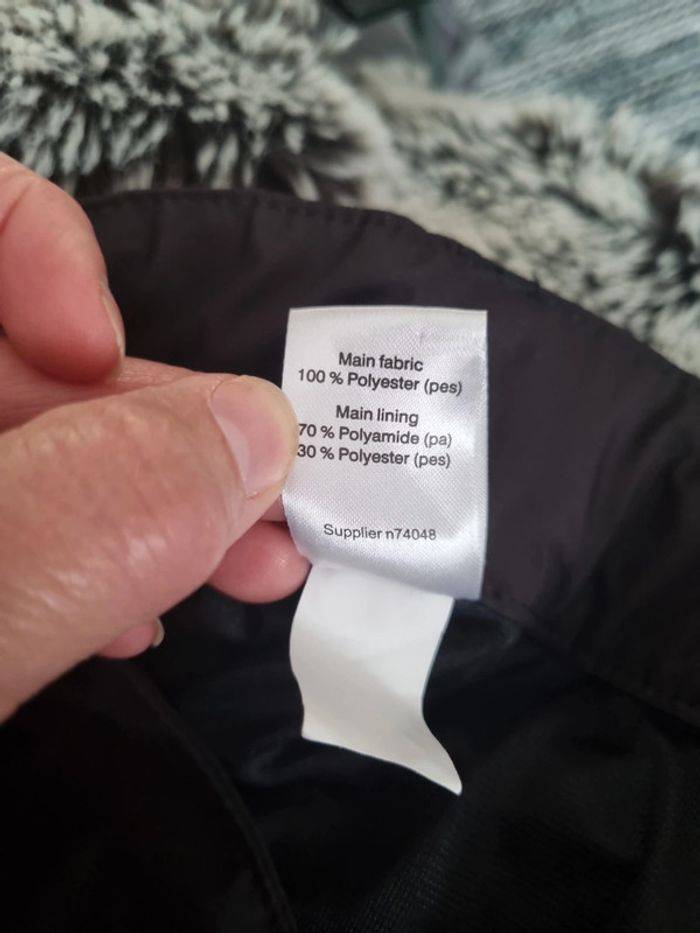 Main fabric
100 % Polyester (pes)
Main lining
70 % Polyamide (pa)
30 % Polyester (pes)
Supplier n74048